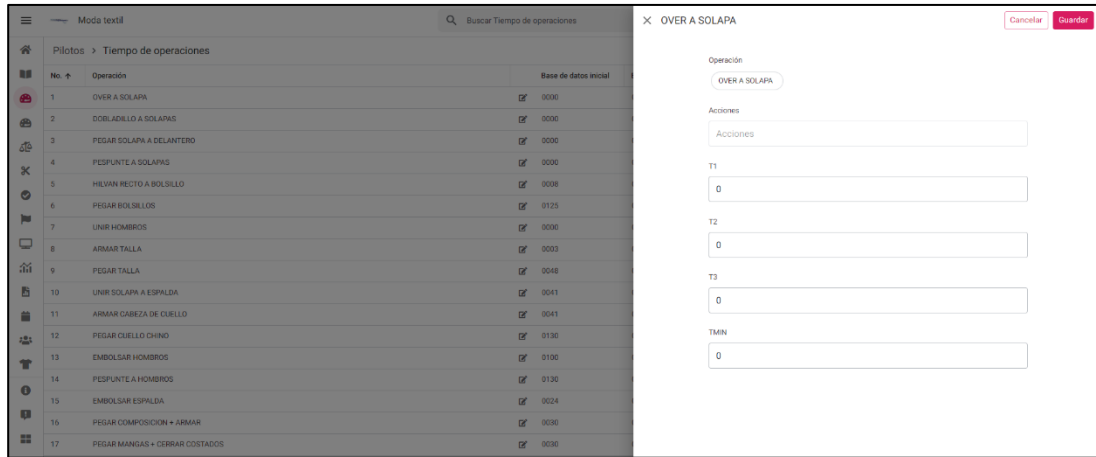 Moda textil
Buscar Tiempo de operaciones
OVER A SOLAPA
Cancelar
Guardar
Pilotos > Tiempo de operaciones
No. Operación Base de datos inicial
1 OVER A SOLAPA 0000
2 DOBLADILLO A SOLAPAS 0000
3 PEGAR SOLAPA A DELANTERO 0000
4 PESPUNTE A SOLAPAS 0000
5 HILVAN RECTO A BOLSILLO 0008
6 PEGAR BOLSILLOS 0125
7 UNIR HOMBROS 0000
8 ARMAR TALLA 0003
9 PEGAR TALLA 0048
10 UNIR SOLAPA A ESPALDA 0041
11 ARMAR CABEZA DE CUELLO 0041
12 PEGAR CUELLO CHINO 0130
13 EMBOLSAR HOMBROS 0100
14 PESPUNTE A HOMBROS 0130
15 EMBOLSAR ESPALDA 0024
16 PEGAR COMPOSICION + ARMAR 0030
17 PEGAR MANGAS + CERRAR COSTADOS 0030
Operación
OVER A SOLAPA
Acciones
Acciones
T1
0
T2
0
T3
0
TMIN
0